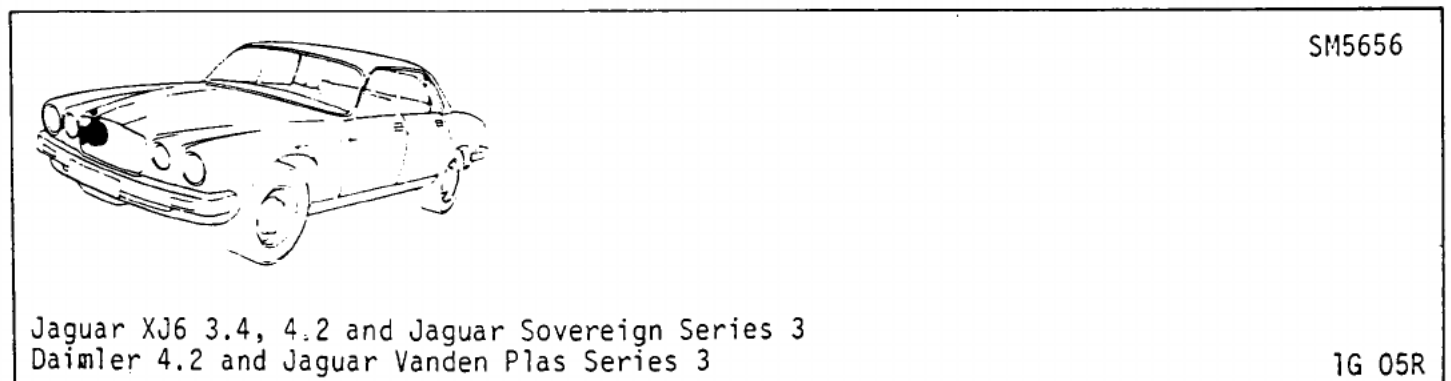 SM5656
Jaguar XJ6 3.4, 4.2 and Jaguar Sovereign Series 3
Daimler 4.2 and Jaguar Vanden Plas Series 3
1G 05R